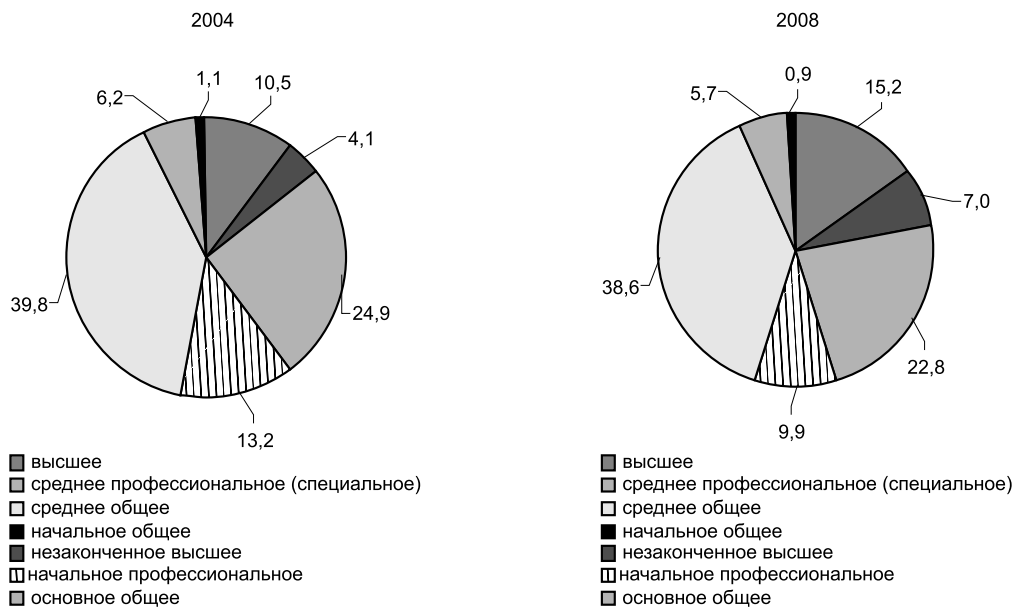 2004
1,1
10,5
6,2
4,1
39,8
24,9
13,2
высшее
среднее профессиональное (специальное)
среднее общее
начальное общее
незаконченное высшее
начальное профессиональное
основное общее
2008
0,9
15,2
5,7
7,0
38,6
22,8
9,9
высшее
среднее профессиональное (специальное)
среднее общее
начальное общее
незаконченное высшее
начальное профессиональное
основное общее